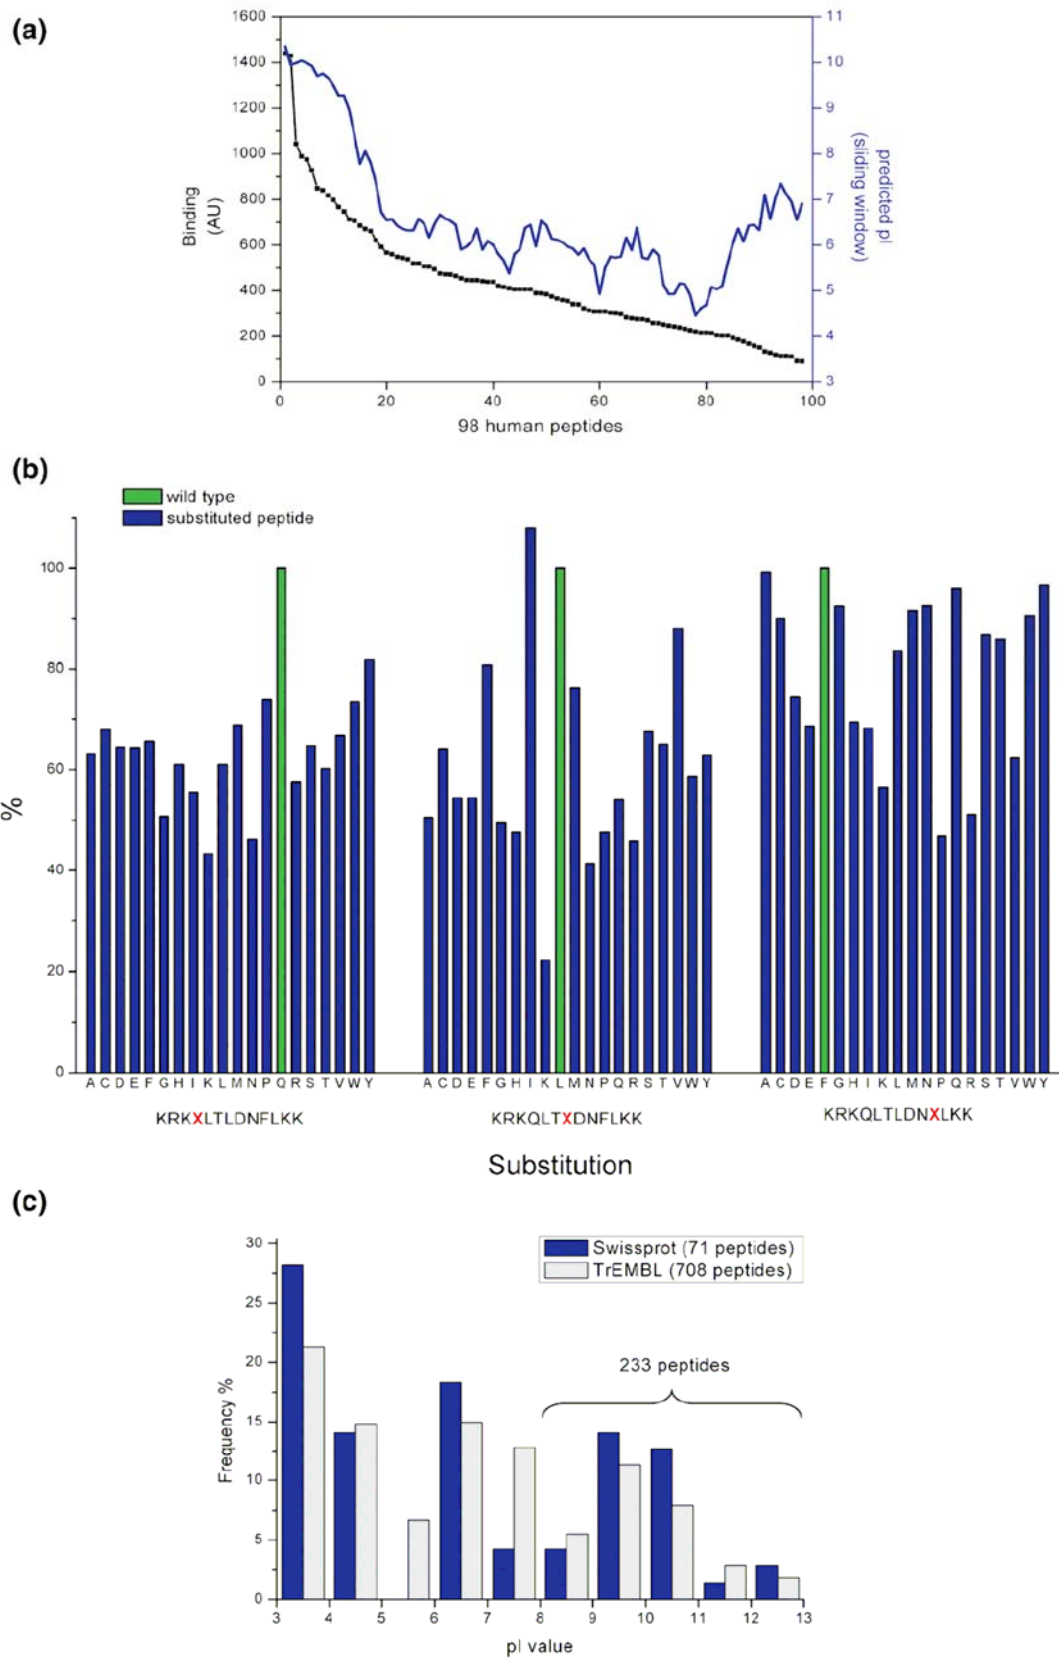 (a)
1600
1400
1200
1000
800
600
400
200
0
Binding
(AU)
11
10
9
8
7
6
5
4
3
predicted pI
(sliding window)
0 20 40 60 80 100
98 human peptides
(b)
wild type
substituted peptide
100
80
60
40
20
0
%
A C D E F G H I K L M N P Q R S T V W Y
A C D E F G H I K L M N P Q R S T V W Y
A C D E F G H I K L M N P Q R S T V W Y
KRKXLTLDNFLKK
KRKQLTXDNFLKK
KRKQLTLDNXLKK
Substitution
(c)
30
25
20
15
10
5
0
Frequency %
Swissprot (71 peptides)
TrEMBL (708 peptides)
233 peptides
3 4 5 6 7 8 9 10 11 12 13
pI value